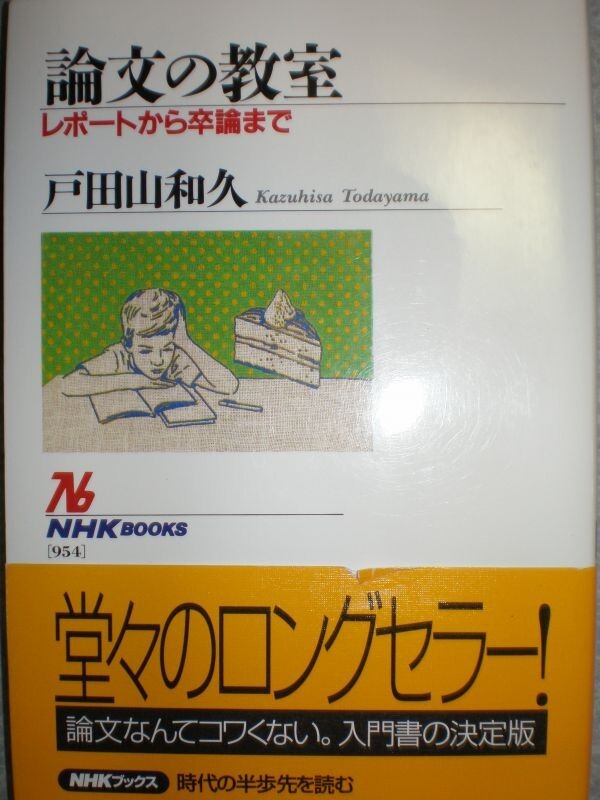 論文の教室
レポートから卒論まで
戸田山和久 Kazuhisa Todayama
NHK BOOKS
[954]
堂々のロングセラー!
論文なんてコワくない。入門書の決定版
NHKブックス 時代の半歩先を読む